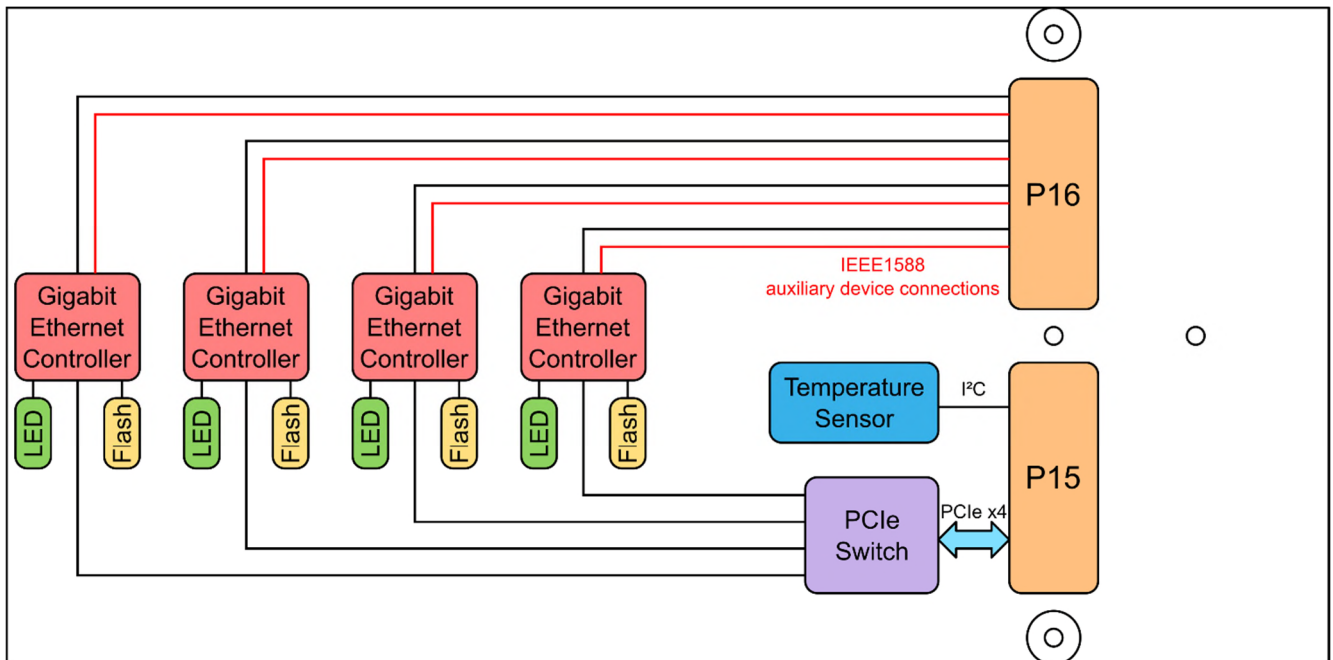 P16
IEEE1588
auxiliary device connections
Gigabit
Ethernet
Controller
Gigabit
Ethernet
Controller
Gigabit
Ethernet
Controller
Gigabit
Ethernet
Controller
LED
Flash
LED
Flash
LED
Flash
LED
Flash
Temperature
Sensor
I²C
P15
PCIe
Switch
PCIe x4